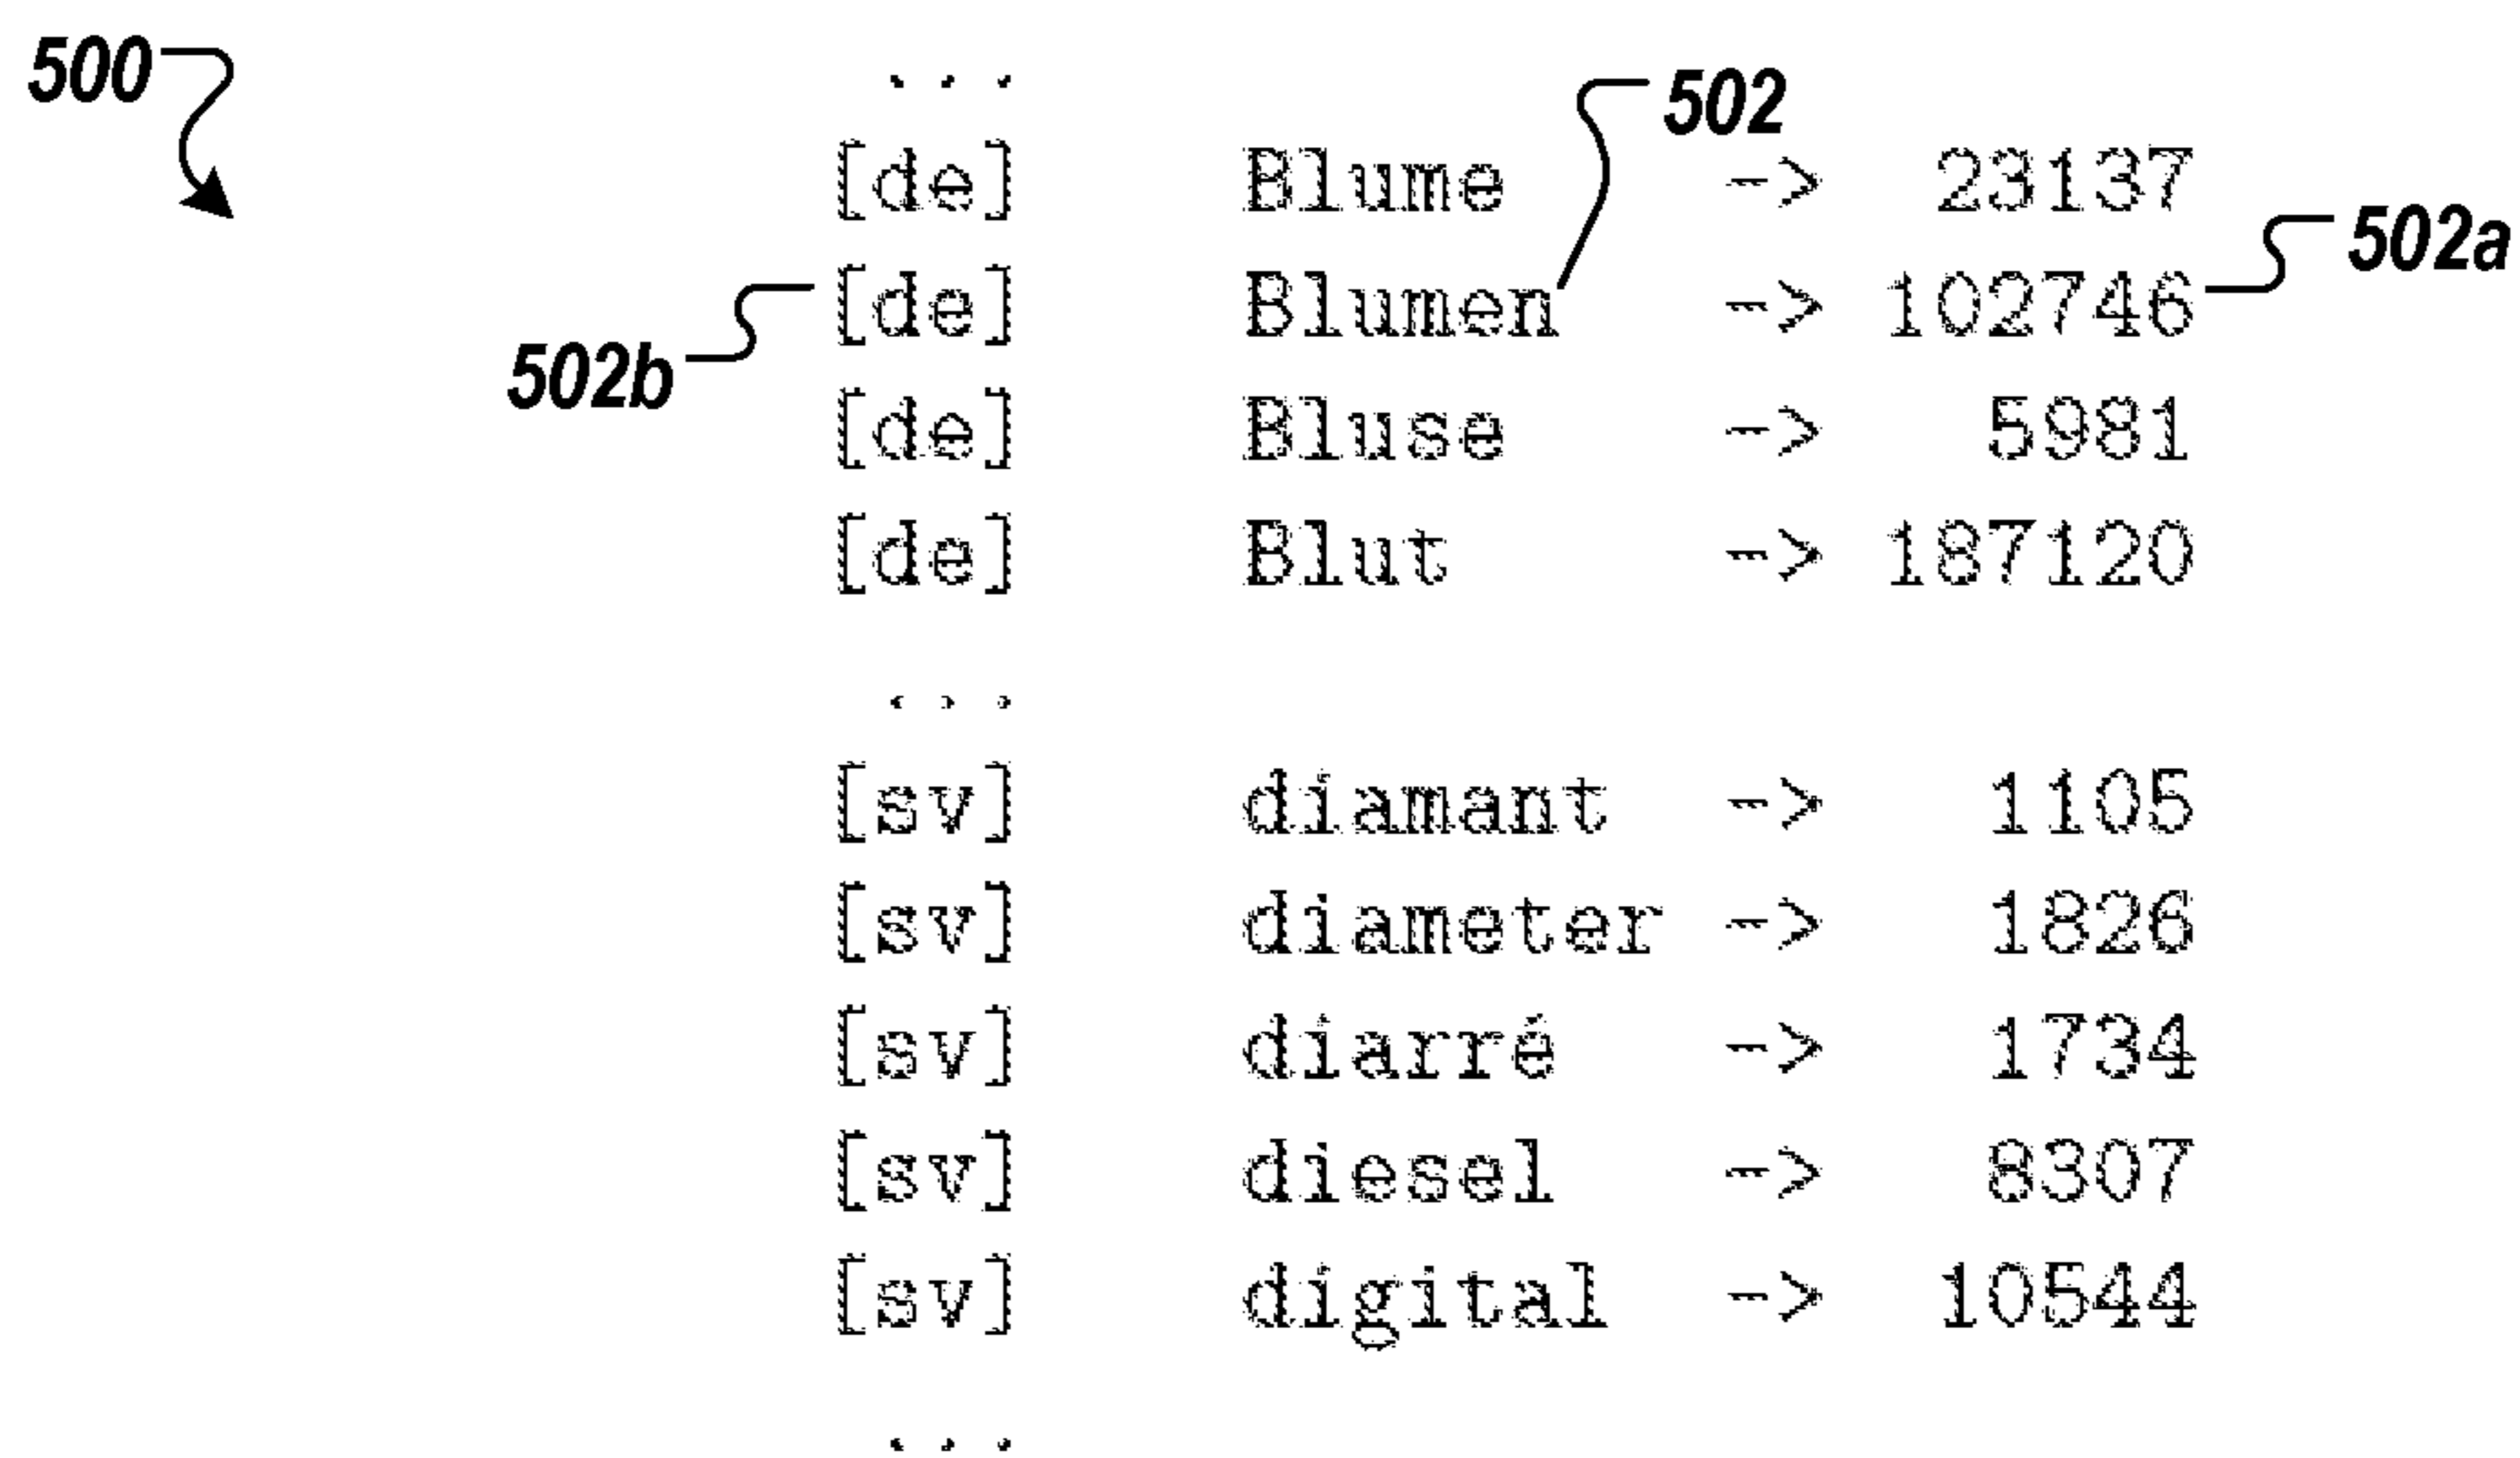 500
...
502
[de] Blume -> 23137
502a
[de] Blumen -> 102746
502b
[de] Bluse -> 5981
[de] Blut -> 187120
...
[sv] diamant -> 1105
[sv] diameter -> 1826
[sv] diarré -> 1734
[sv] diesel -> 8307
[sv] digital -> 10544
...